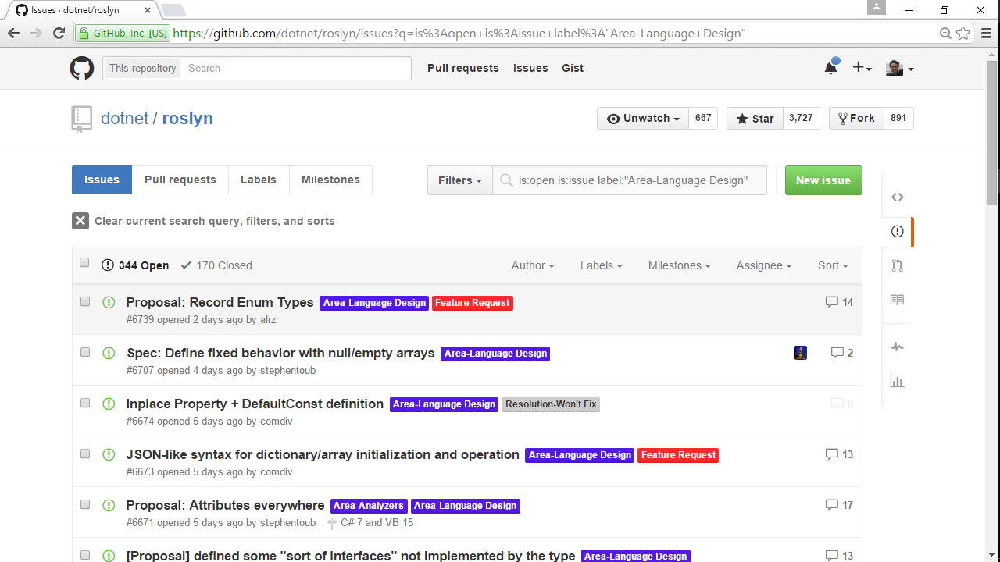 Issues · dotnet/roslyn
GitHub, Inc. [US] https://github.com/dotnet/roslyn/issues?q=is%3Aopen+is%3Aissue+label%3A"Area-Language+Design"
This repository Search Pull requests Issues Gist
dotnet / roslyn Unwatch 667 Star 3,727 Fork 891
Issues Pull requests Labels Milestones Filters is:open is:issue label:"Area-Language Design" New issue
Clear current search query, filters, and sorts
344 Open 170 Closed Author Labels Milestones Assignee Sort
Proposal: Record Enum Types Area-Language Design Feature Request 14
#6739 opened 2 days ago by alrz
Spec: Define fixed behavior with null/empty arrays Area-Language Design 2
#6707 opened 4 days ago by stephentoub
Inplace Property + DefaultConst definition Area-Language Design Resolution-Won't Fix 0
#6674 opened 5 days ago by comdiv
JSON-like syntax for dictionary/array initialization and operation Area-Language Design Feature Request 13
#6673 opened 5 days ago by comdiv
Proposal: Attributes everywhere Area-Analyzers Area-Language Design 17
#6671 opened 5 days ago by stephentoub C# 7 and VB 15
[Proposal] defined some "sort of interfaces" not implemented by the type Area-Language Design 13